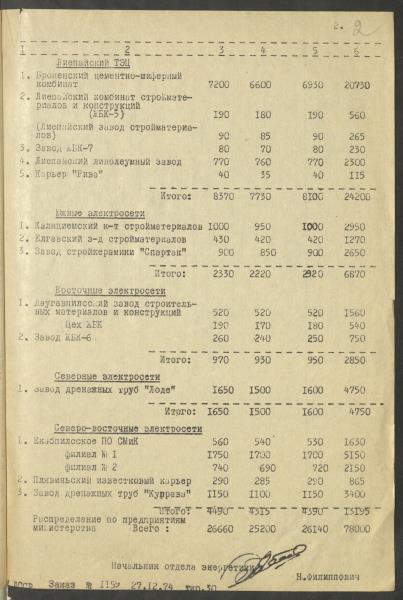 2. 2
1 2 3 4 5 6
Лиепайский ТЭЦ
1. Броценский цементно-шиферный
комбинат 7200 6600 6930 20730
2. Лиепайский комбинат строймате-
риалов и конструкций
(ЖБК-5) 190 180 190 560
(Лиепайский завод стройматериа-
лов) 90 85 90 265
3. Завод ЖБК-7 80 70 80 230
4. Лиепайский линолеумный завод 770 760 770 2300
5. Карьер "Рива" 40 35 40 115
Итого: 8370 7730 8100 24200
Южные электросети
1. Калнциемский к-т стройматериалов 1000 950 1000 2950
2. Елгавский з-д стройматериалов 430 420 420 1270
3. Завод стройкерамики "Спартак" 900 850 900 2650
Итого: 2330 2220 2320 6870
Восточные электросети
1. Даугавпилсский завод строитель-
ных материалов и конструкций 520 520 520 1560
Цех ЖБК 190 170 180 540
2. Завод ЖБК-6 260 240 250 750
Итого: 970 930 950 2850
Северные электросети
1. Завод дренажных труб "Лоде" 1650 1500 1600 4750
Итого: 1650 1500 1600 4750
Северо-восточные электросети
1. Екабпилсское ПО СМиК 560 540 530 1630
филиал № 1 1750 1700 1700 5150
филиал № 2 740 690 720 2150
2. Плявиньский известковый карьер 290 285 290 865
3. Завод дренажных труб "Курправа" 1150 1100 1150 3400
Итого: 4490 4315 4390 13195
Распределение по предприятиям
министерства Всего : 26660 25200 26140 78000
Начальник отдела энергетики
Н.Филиппович
Заказ № 1159 27.12.74 тир.30